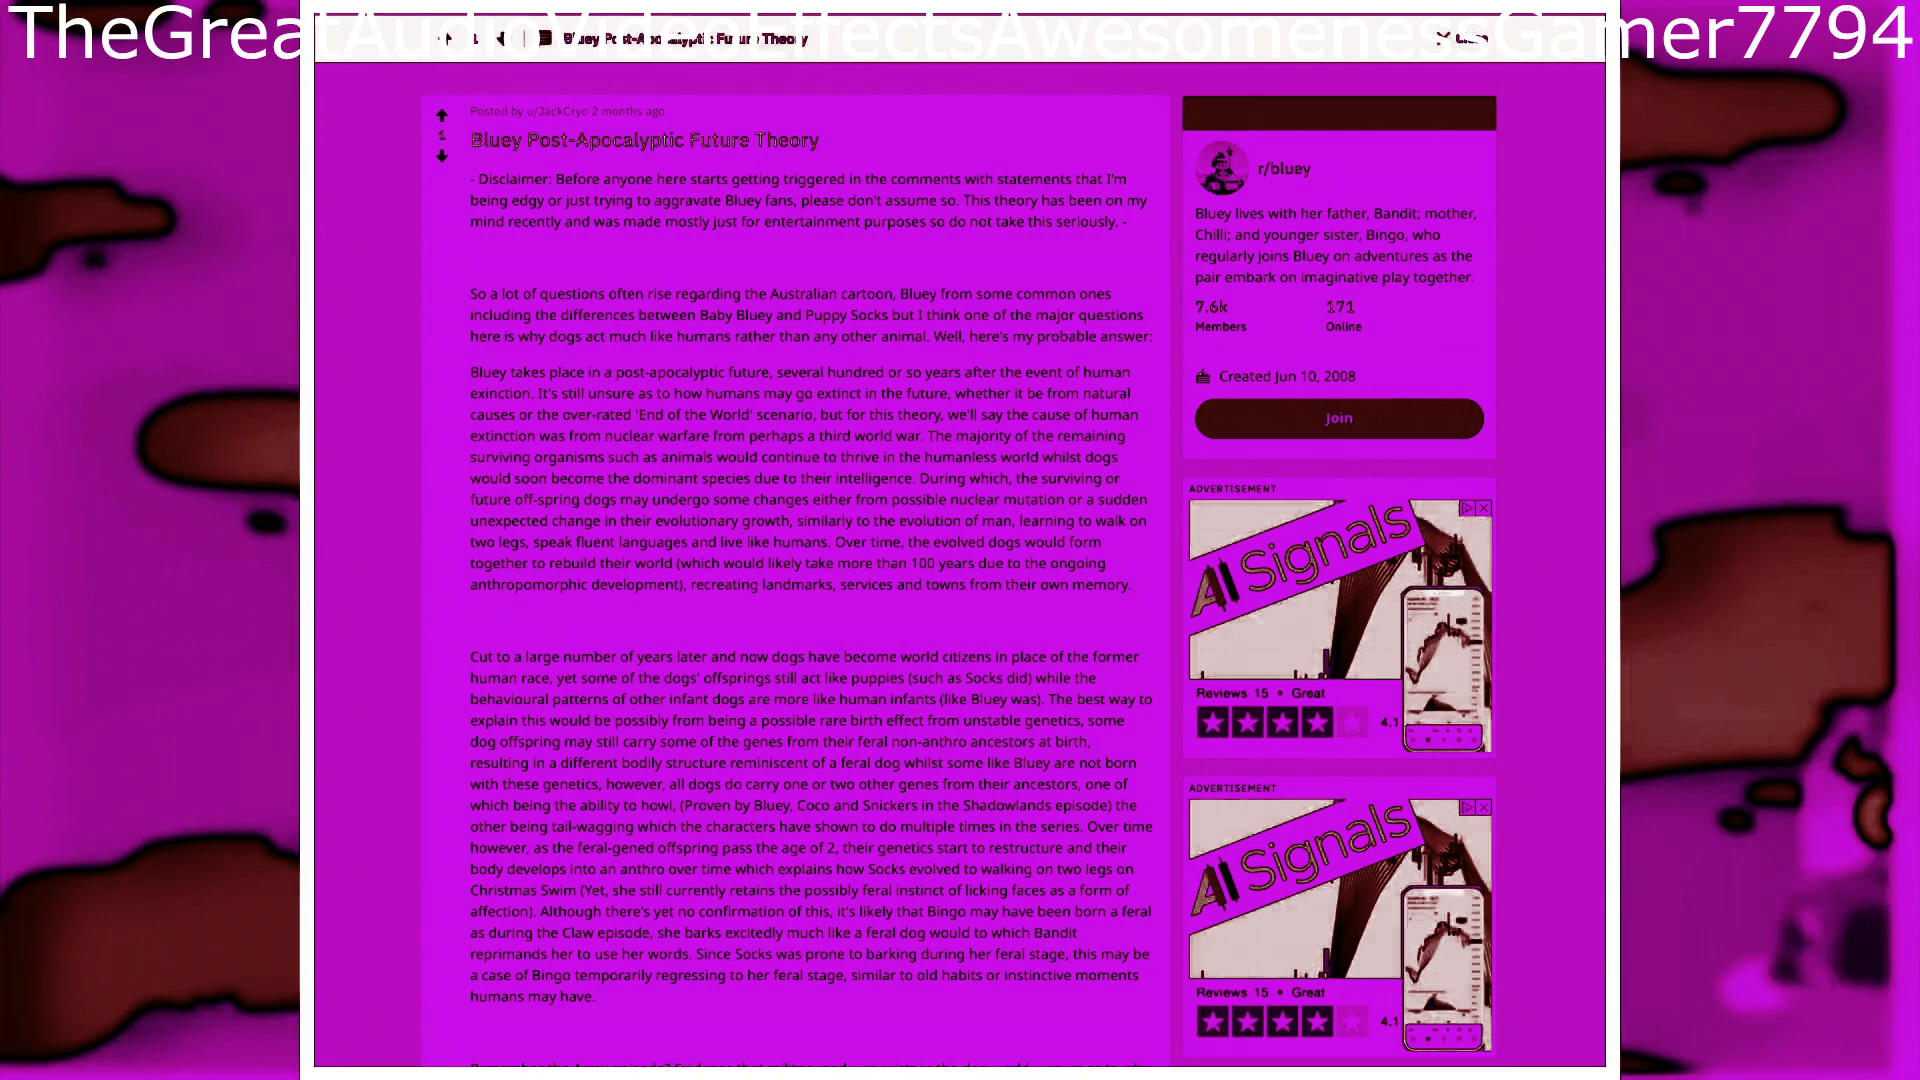 TheGreatAudioVideoEffectsAwesomenessGamer7794
Bluey Post-Apocalyptic Future Theory
Close
Posted by u/JackCryo 2 months ago
1
Bluey Post-Apocalyptic Future Theory
- Disclaimer: Before anyone here starts getting triggered in the comments with statements that I'm
being edgy or just trying to aggravate Bluey fans, please don't assume so. This theory has been on my
mind recently and was made mostly just for entertainment purposes so do not take this seriously. -
So a lot of questions often rise regarding the Australian cartoon, Bluey from some common ones
including the differences between Baby Bluey and Puppy Socks but I think one of the major questions
here is why dogs act much like humans rather than any other animal. Well, here's my probable answer:
Bluey takes place in a post-apocalyptic future, several hundred or so years after the event of human
exinction. It's still unsure as to how humans may go extinct in the future, whether it be from natural
causes or the over-rated 'End of the World' scenario, but for this theory, we'll say the cause of human
extinction was from nuclear warfare from perhaps a third world war. The majority of the remaining
surviving organisms such as animals would continue to thrive in the humanless world whilst dogs
would soon become the dominant species due to their intelligence. During which, the surviving or
future off-spring dogs may undergo some changes either from possible nuclear mutation or a sudden
unexpected change in their evolutionary growth, similarly to the evolution of man, learning to walk on
two legs, speak fluent languages and live like humans. Over time, the evolved dogs would form
together to rebuild their world (which would likely take more than 100 years due to the ongoing
anthropomorphic development), recreating landmarks, services and towns from their own memory.
Cut to a large number of years later and now dogs have become world citizens in place of the former
human race, yet some of the dogs' offsprings still act like puppies (such as Socks did) while the
behavioural patterns of other infant dogs are more like human infants (like Bluey was). The best way to
explain this would be possibly from being a possible rare birth effect from unstable genetics, some
dog offspring may still carry some of the genes from their feral non-anthro ancestors at birth,
resulting in a different bodily structure reminiscent of a feral dog whilst some like Bluey are not born
with these genetics, however, all dogs do carry one or two other genes from their ancestors, one of
which being the ability to howl, (Proven by Bluey, Coco and Snickers in the Shadowlands episode) the
other being tail-wagging which the characters have shown to do multiple times in the series. Over time
however, as the feral-gened offspring pass the age of 2, their genetics start to restructure and their
body develops into an anthro over time which explains how Socks evolved to walking on two legs on
Christmas Swim (Yet, she still currently retains the possibly feral instinct of licking faces as a form of
affection). Although there's yet no confirmation of this, it's likely that Bingo may have been born a feral
as during the Claw episode, she barks excitedly much like a feral dog would to which Bandit
reprimands her to use her words. Since Socks was prone to barking during her feral stage, this may be
a case of Bingo temporarily regressing to her feral stage, similar to old habits or instinctive moments
humans may have.
r/bluey
Bluey lives with her father, Bandit; mother,
Chilli; and younger sister, Bingo, who
regularly joins Bluey on adventures as the
pair embark on imaginative play together.
7.6k 171
Members Online
Created Jun 10, 2008
Join
ADVERTISEMENT
AI Signals
Reviews 15 • Great
4.1
ADVERTISEMENT
AI Signals
Reviews 15 • Great
4.1